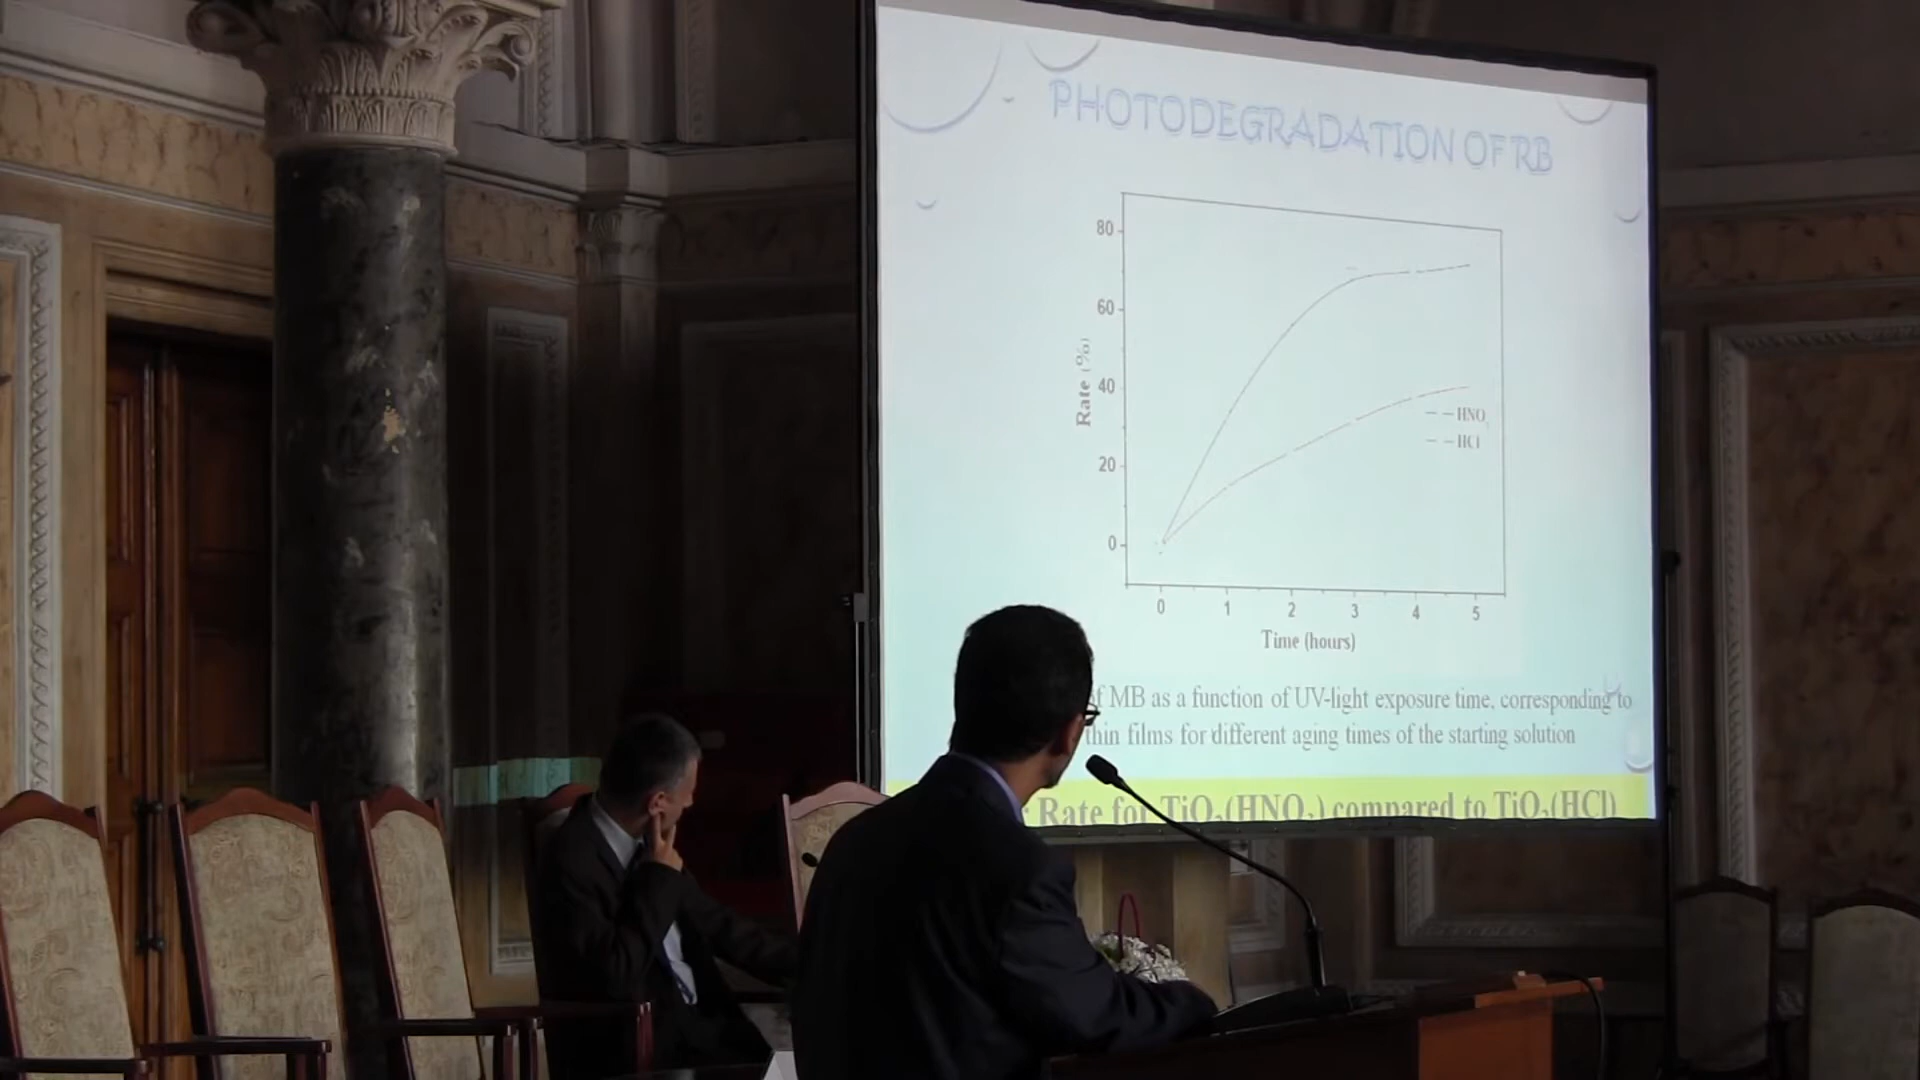 PHOTODEGRADATION OF RB
80
60
40
20
0
Rate (%)
HNO3
HCl
0 1 2 3 4 5
Time (hours)
of MB as a function of UV-light exposure time, corresponding to
thin films for different aging times of the starting solution
Rate for TiO2(HNO3) compared to TiO2(HCl)